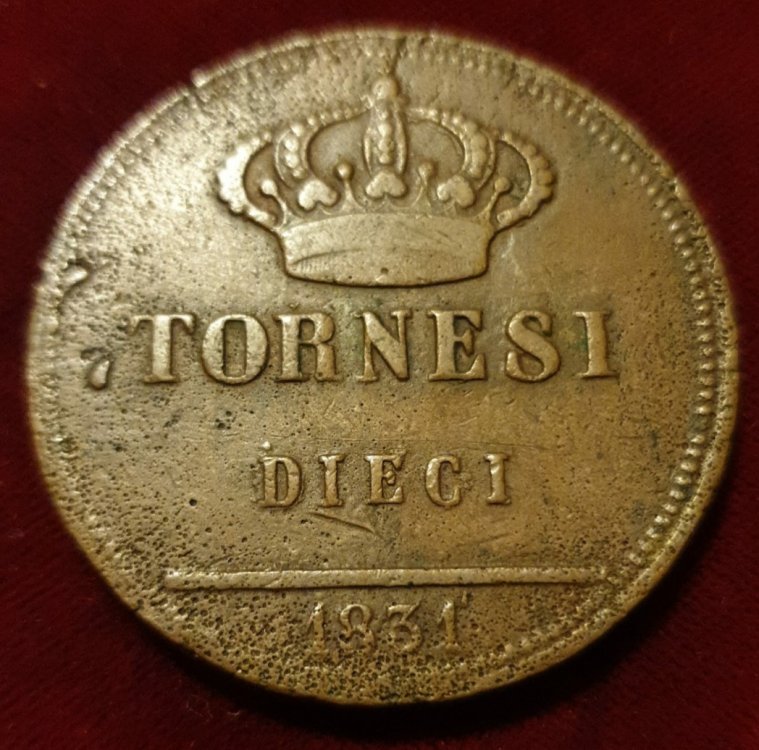 TORNESI
DIECI
1831